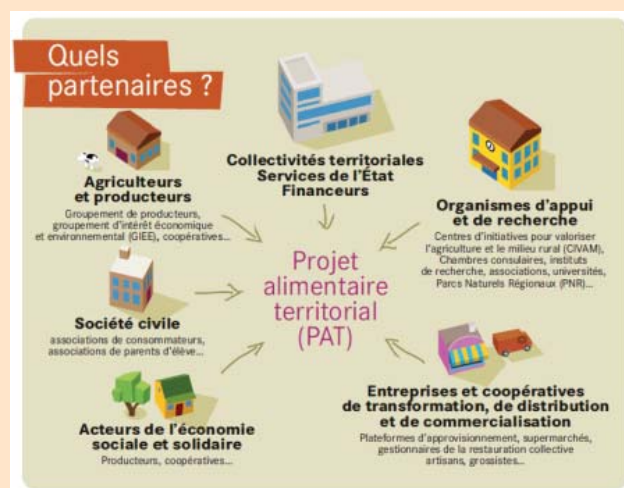 Quels
partenaires ?
Agriculteurs
et producteurs
Groupement de producteurs,
groupement d'intérêt économique
et environnemental (GIEE), coopératives...
Collectivités territoriales
Services de l'État
Financeurs
Organismes d'appui
et de recherche
Centres d'initiatives pour valoriser
l'agriculture et le milieu rural (CIVAM),
Chambres consulaires, instituts
de recherche, associations, universités,
Parcs Naturels Régionaux (PNR)...
Projet
alimentaire
territorial
(PAT)
Société civile
associations de consommateurs,
associations de parents d'élève...
Acteurs de l'économie
sociale et solidaire
Producteurs, coopératives...
Entreprises et coopératives
de transformation, de distribution
et de commercialisation
Plateformes d'approvisionnement, supermarchés,
gestionnaires de la restauration collective
artisans, grossistes...